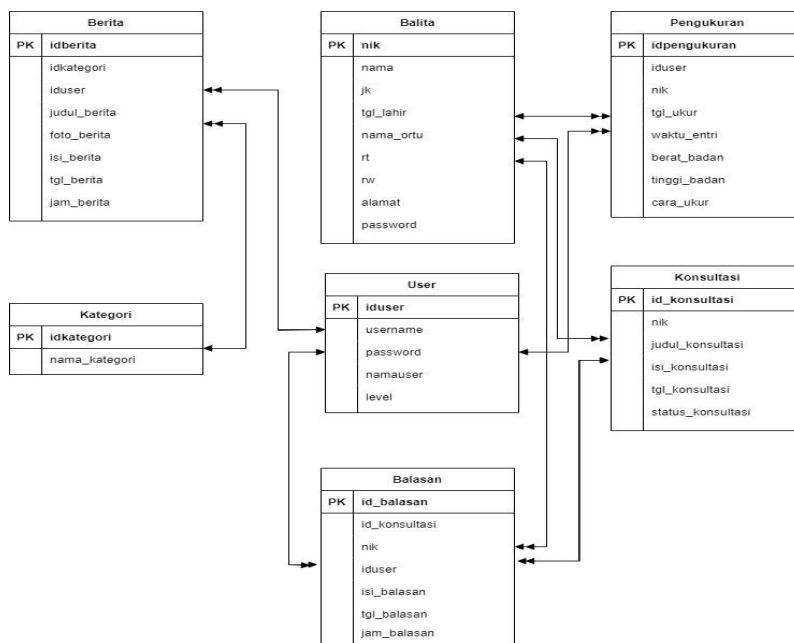 Berita
PK idberita
idkategori
iduser
judul_berita
foto_berita
isi_berita
tgl_berita
jam_berita
Kategori
PK idkategori
nama_kategori
Balita
PK nik
nama
jk
tgl_lahir
nama_ortu
rt
rw
alamat
password
User
PK iduser
username
password
namauser
level
Balasan
PK id_balasan
id_konsultasi
nik
iduser
isi_balasan
tgl_balasan
jam_balasan
Pengukuran
PK idpengukuran
iduser
nik
tgl_ukur
waktu_entri
berat_badan
tinggi_badan
cara_ukur
Konsultasi
PK id_konsultasi
nik
judul_konsultasi
isi_konsultasi
tgl_konsultasi
status_konsultasi